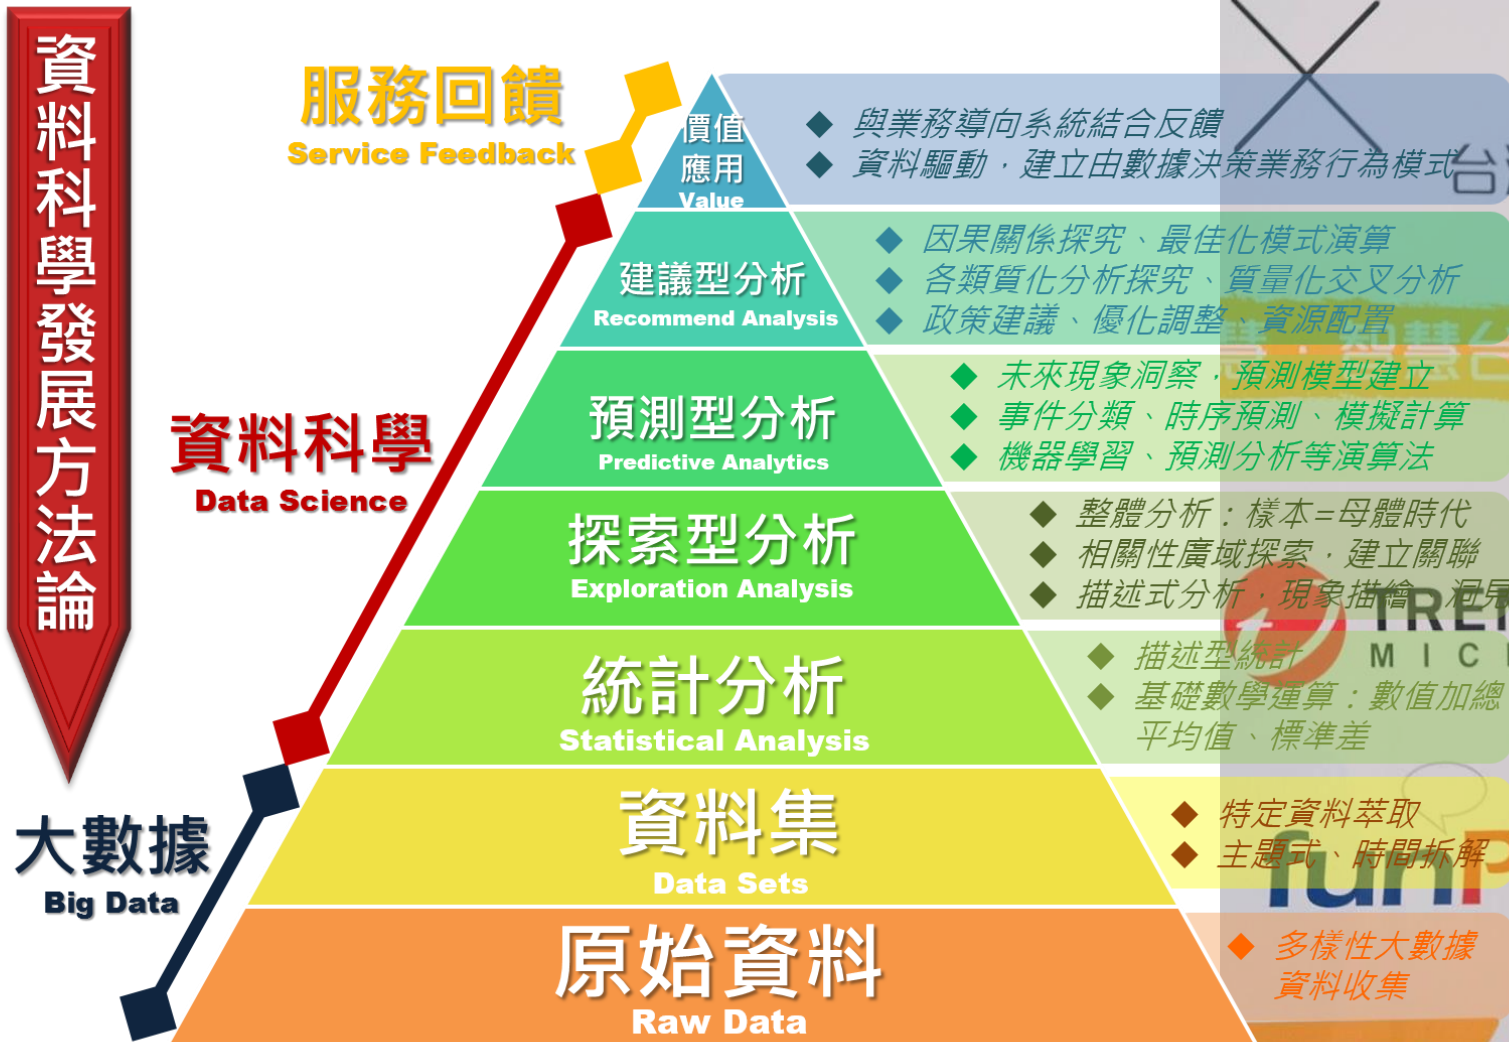 資料科學發展方法論
服務回饋
Service Feedback
資料科學
Data Science
大數據
Big Data
價值
應用
Value
◆ 與業務導向系統結合反饋
◆ 資料驅動，建立由數據決策業務行為模式
建議型分析
Recommend Analysis
◆ 因果關係探究、最佳化模式演算
◆ 各類質化分析探究、質量化交叉分析
◆ 政策建議、優化調整、資源配置
預測型分析
Predictive Analytics
◆ 未來現象洞察，預測模型建立
◆ 事件分類、時序預測、模擬計算
◆ 機器學習、預測分析等演算法
探索型分析
Exploration Analysis
◆ 整體分析：樣本=母體時代
◆ 相關性廣域探索，建立關聯
◆ 描述式分析，現象描繪、洞見
統計分析
Statistical Analysis
◆ 描述型統計
◆ 基礎數學運算：數值加總
平均值、標準差
資料集
Data Sets
◆ 特定資料萃取
◆ 主題式、時間拆解
原始資料
Raw Data
◆ 多樣性大數據
資料收集
台
慧．智慧台
TREN
MIC
funP